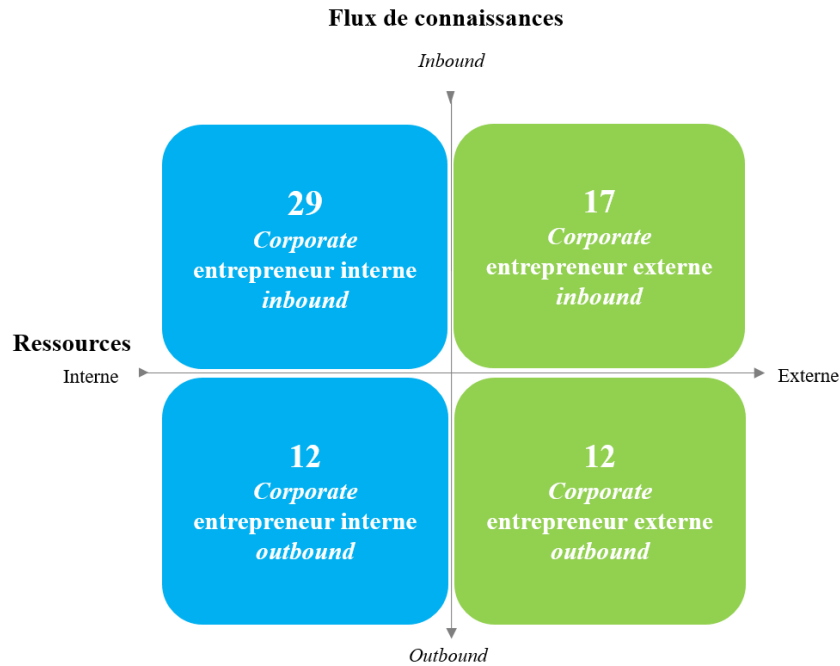 Flux de connaissances
Inbound
29
Corporate
entrepreneur interne
inbound
17
Corporate
entrepreneur externe
inbound
Ressources
Interne
Externe
12
Corporate
entrepreneur interne
outbound
12
Corporate
entrepreneur externe
outbound
Outbound